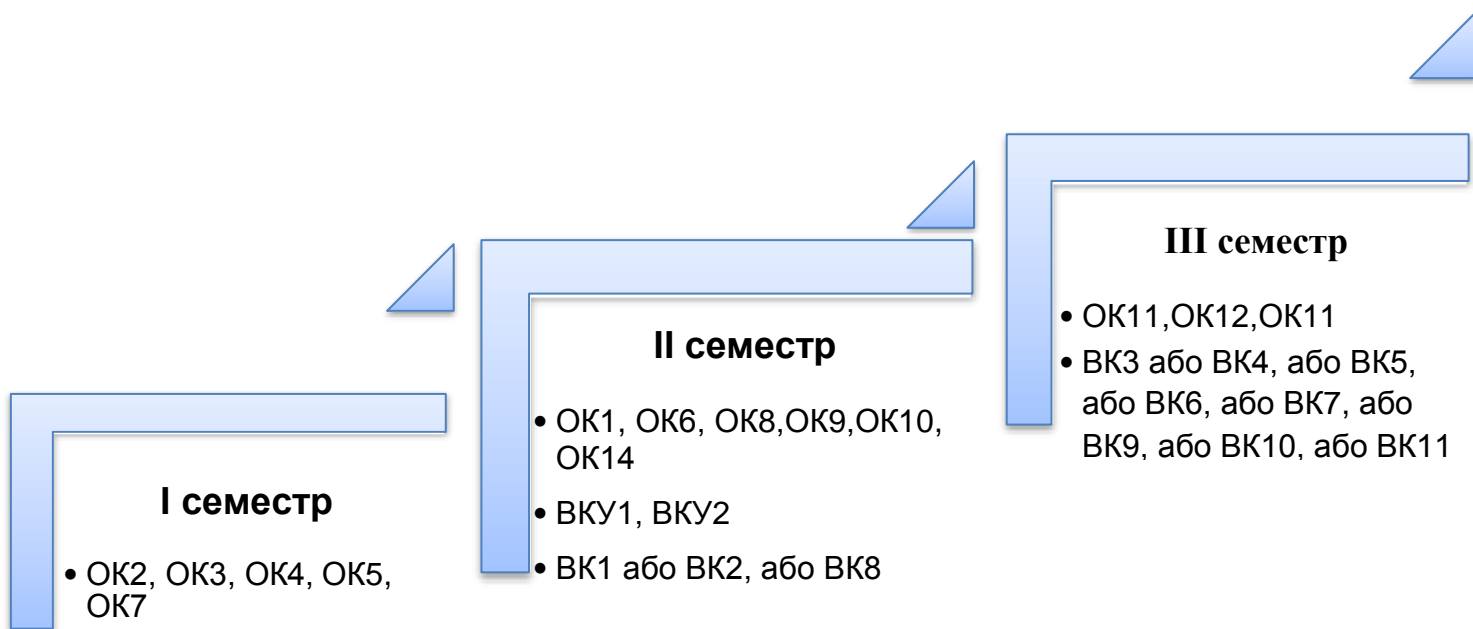 I семестр
• ОК2, ОК3, ОК4, ОК5,
ОК7
II семестр
• ОК1, ОК6, ОК8,ОК9,ОК10,
ОК14
• ВКУ1, ВКУ2
• ВК1 або ВК2, або ВК8
III семестр
• ОК11,ОК12,ОК11
• ВК3 або ВК4, або ВК5,
або ВК6, або ВК7, або
ВК9, або ВК10, або ВК11